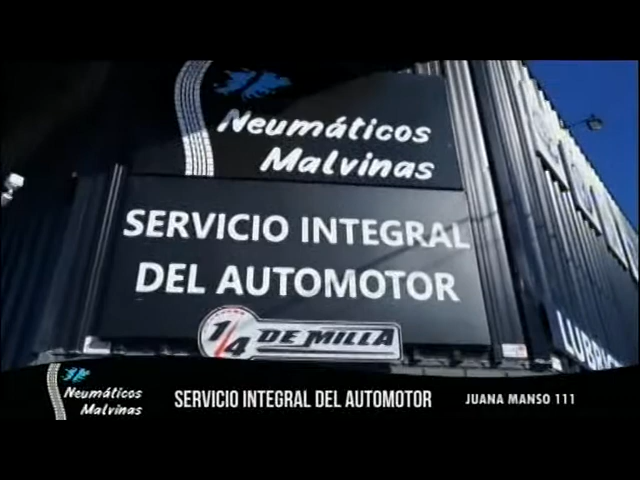 Neumáticos
Malvinas
SERVICIO INTEGRAL
DEL AUTOMOTOR
1/4 DE MILLA
Neumáticos
Malvinas
SERVICIO INTEGRAL DEL AUTOMOTOR
JUANA MANSO 111